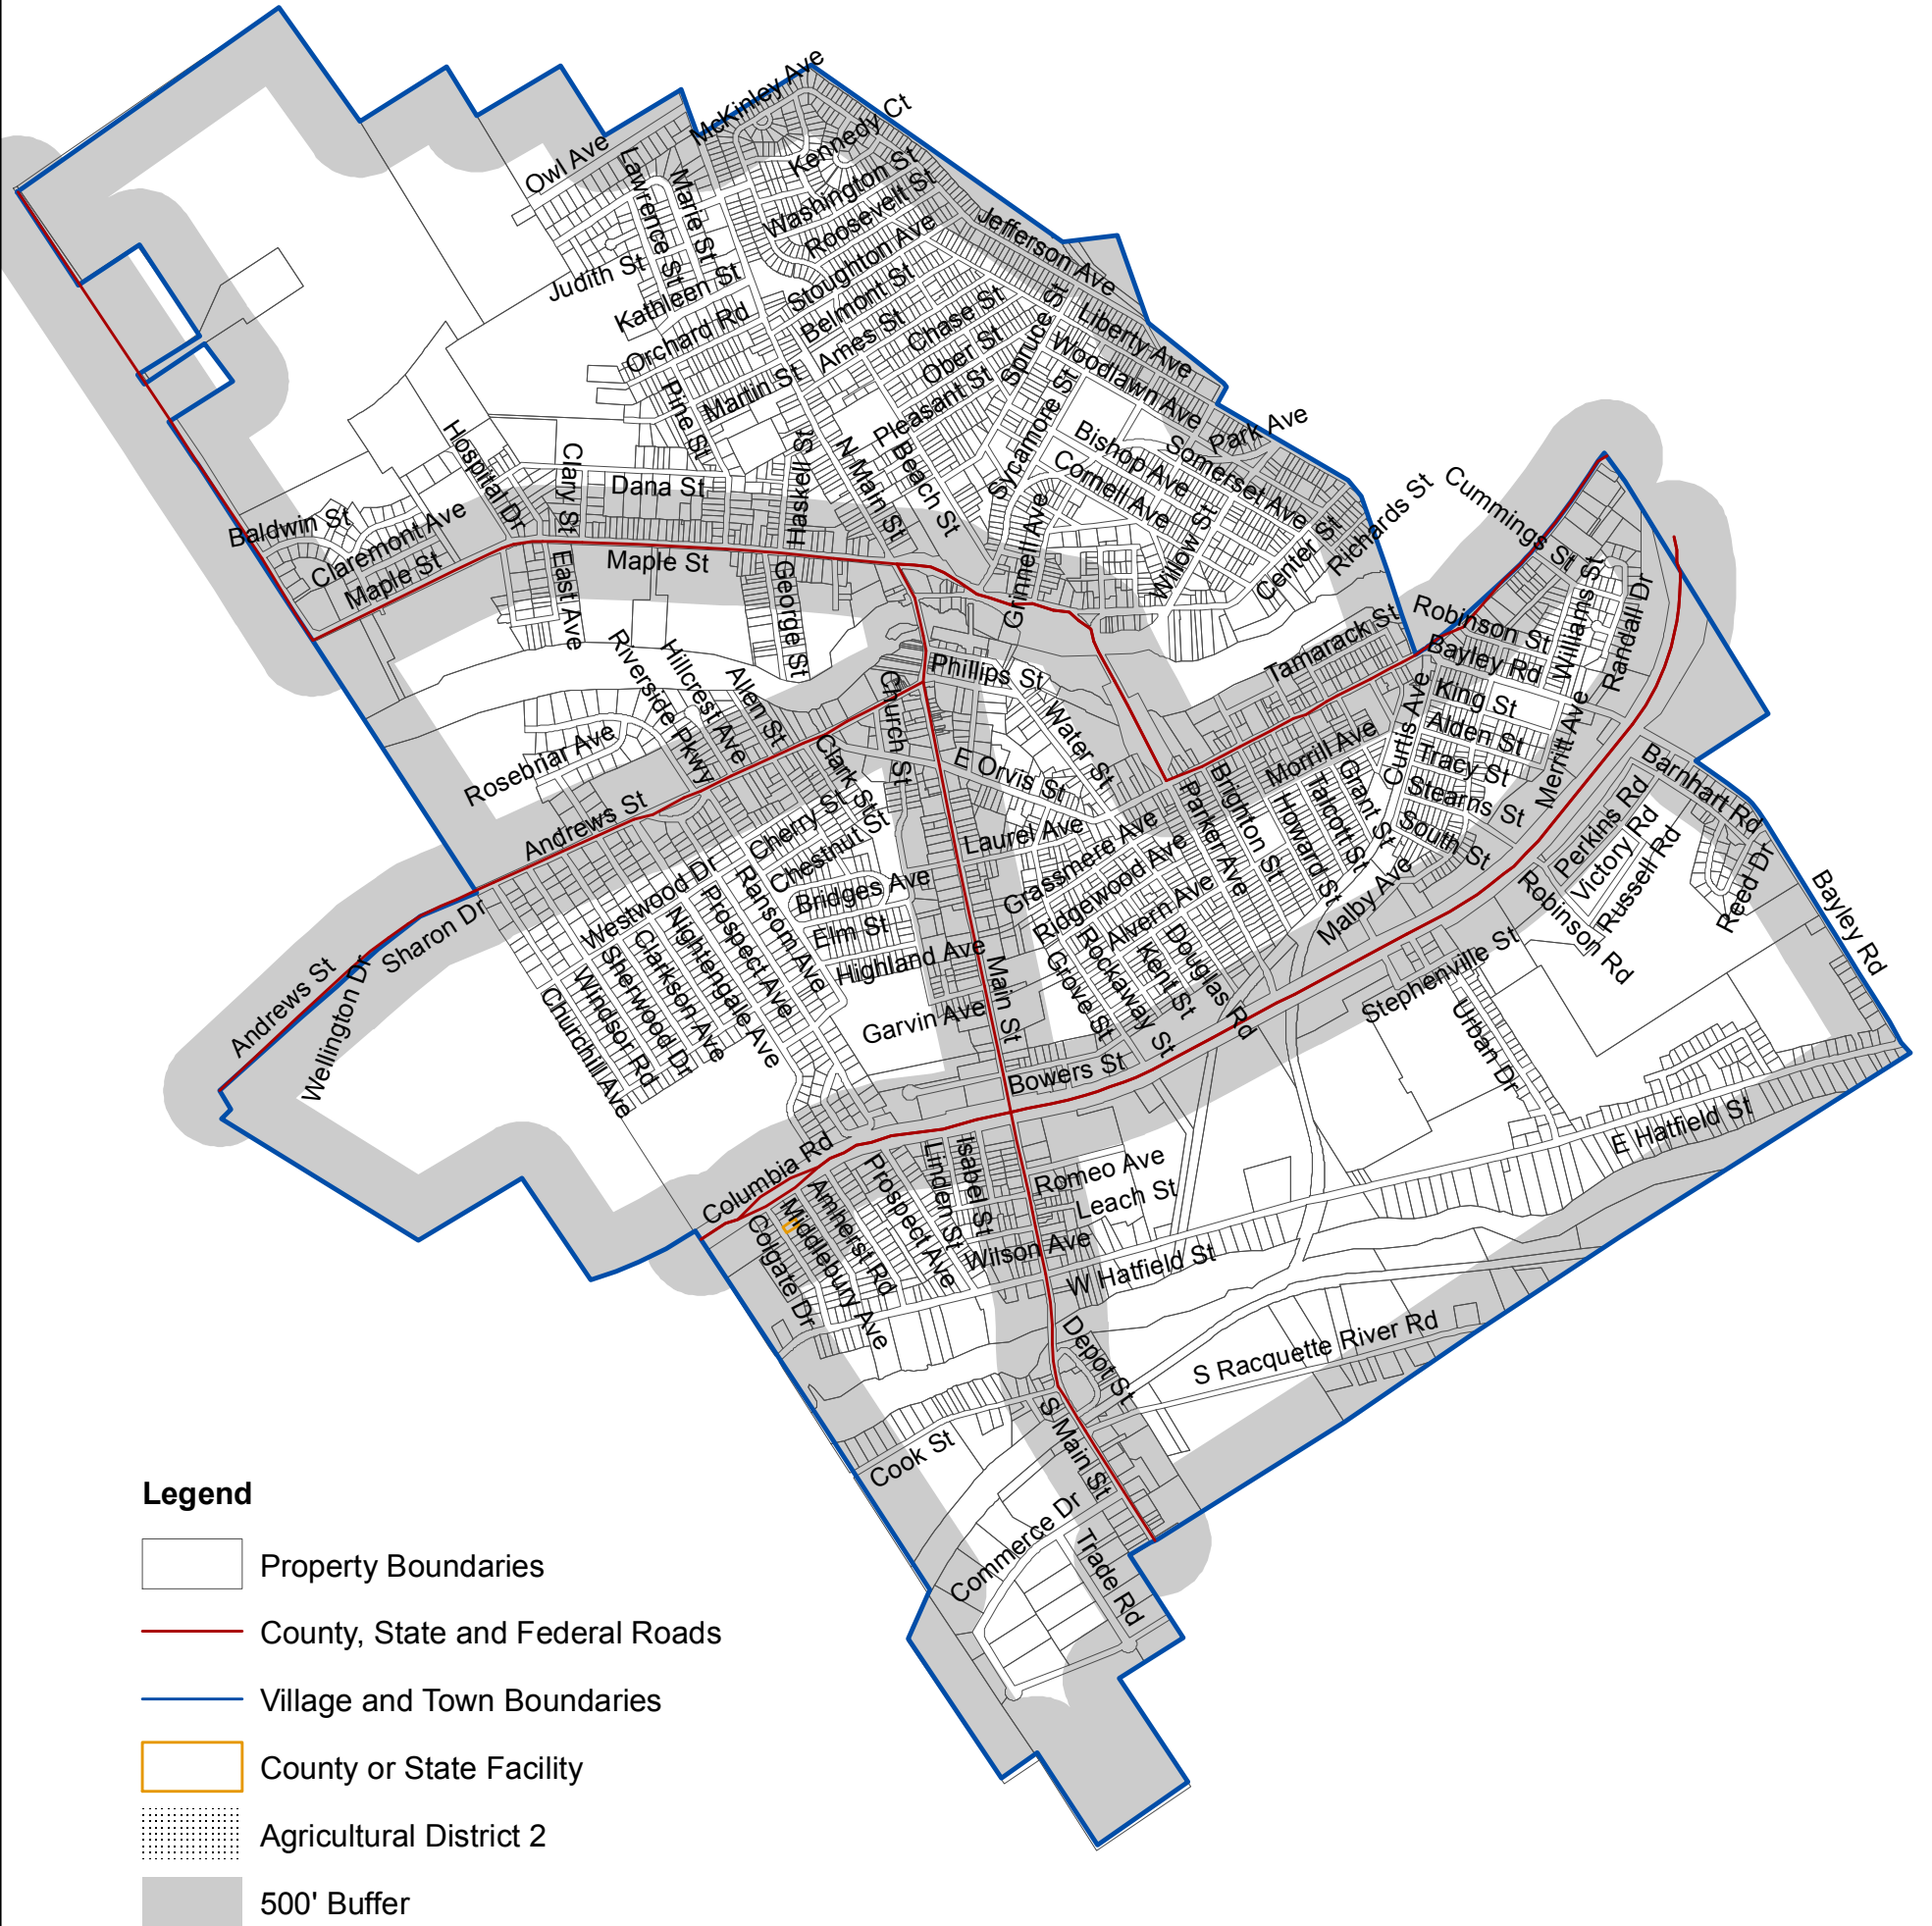 McKinley Ave
Kennedy Ct
Owl Ave
Lawrence St
Marie St
Washington St
Roosevelt St
Jefferson Ave
Judith St
Kathleen St
Stoughton Ave
Belmont St
Orchard Rd
Ames St
Chase St
Spruce St
Liberty Ave
Ober St
Woodlawn Ave
Martin St
Pine St
Pleasant St
Sycamore St
Park Ave
Bishop Ave
Somerset Ave
Hospital Dr
Clary St
Dana St
Haskell St
N Main St
Beach St
Cornell Ave
Richards St
Cummings St
Baldwin St
Claremont Ave
Maple St
East Ave
Maple St
George St
Grinnell Ave
Willow St
Center St
Robinson St
Williams St
Randall Dr
Tamarack St
Bayley Rd
Riverside Pkwy
Hillcrest Ave
Allen St
Church St
Phillips St
Water St
Curtis Ave
King St
Alden St
Merritt Ave
Rosebriar Ave
Clark St
E Orvis St
Morrill Ave
Tracy St
Barnhart Rd
Andrews St
Cherry St
Chestnut St
Laurel Ave
Parker Ave
Brighton St
Howard St
Talcott St
Grant St
Stearns St
South St
Perkins Rd
Victory Rd
Russell Rd
Reed Dr
Bayley Rd
Westwood Dr
Ransom Ave
Bridges Ave
Grassmere Ave
Ridgewood Ave
Alvern Ave
Malby Ave
Robinson Rd
Sharon Dr
Prospect Ave
Nightengale Ave
Clarkson Ave
Sherwood Dr
Windsor Rd
Churchill Ave
Elm St
Highland Ave
Main St
Rockaway St
Grove St
Kent St
Douglas Rd
Stephenville St
Andrews St
Wellington Dr
Garvin Ave
Bowers St
Urban Dr
E Hatfield St
Columbia Rd
Colgate Dr
Middlebury Ave
Amherst Rd
Prospect Ave
Linden St
Isabel St
Romeo Ave
Leach St
Wilson Ave
W Hatfield St
Depot St
S Racquette River Rd
Cook St
S Main St
Commerce Dr
Trade Rd
Legend
Property Boundaries
County, State and Federal Roads
Village and Town Boundaries
County or State Facility
Agricultural District 2
500' Buffer